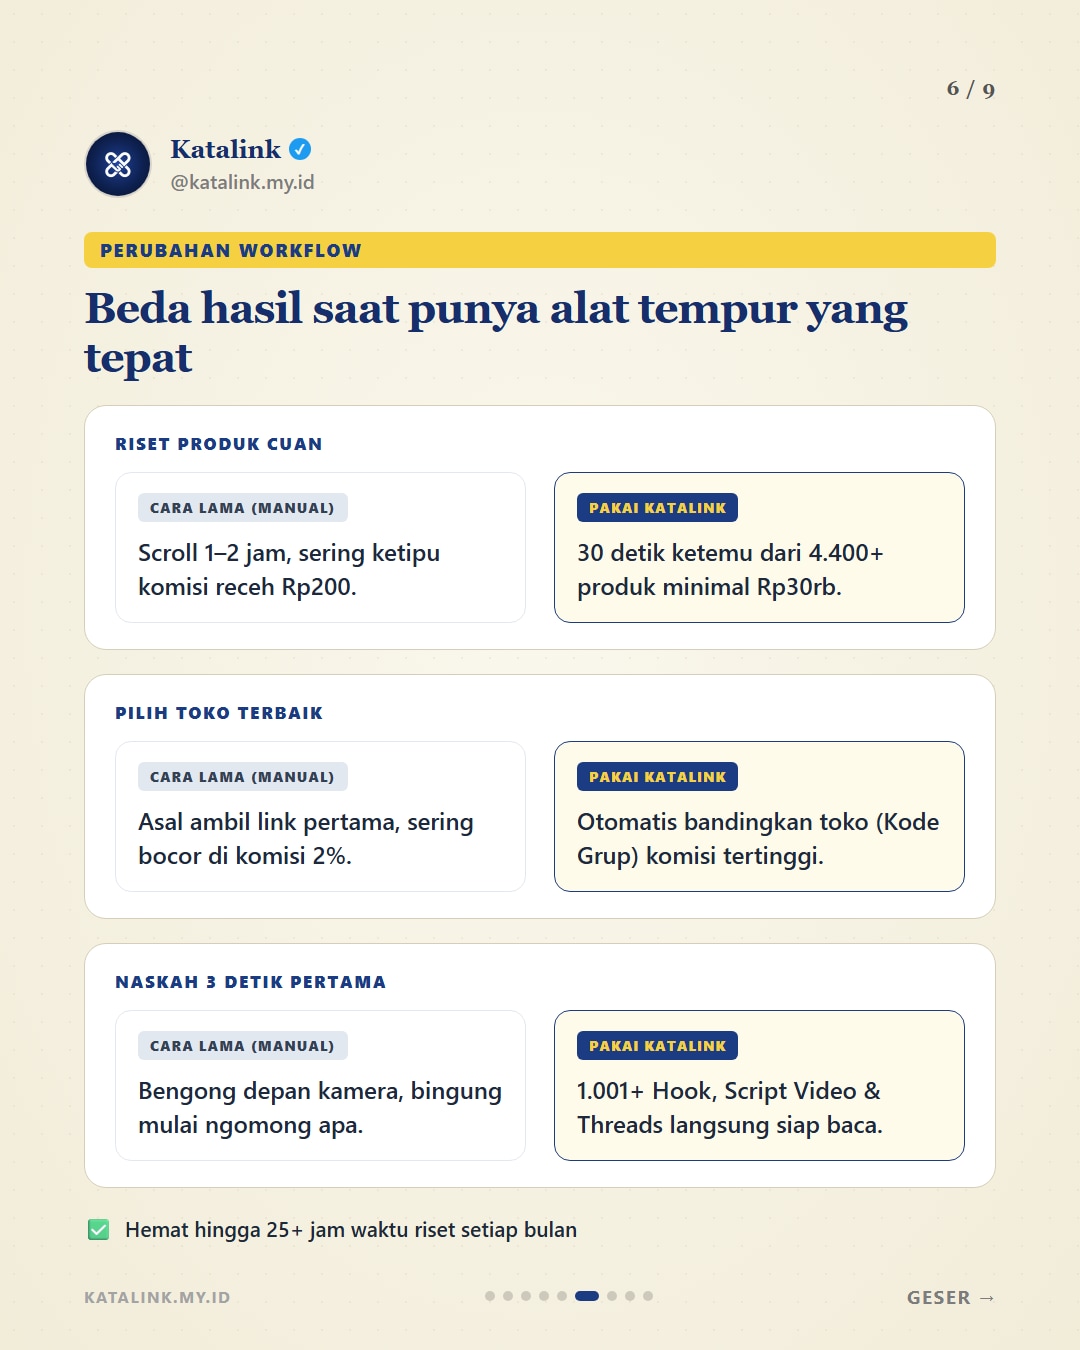 6 / 9
Katalink
@katalink.my.id
PERUBAHAN WORKFLOW
Beda hasil saat punya alat tempur yang
tepat
RISET PRODUK CUAN
CARA LAMA (MANUAL)
Scroll 1–2 jam, sering ketipu
komisi receh Rp200.
PAKAI KATALINK
30 detik ketemu dari 4.400+
produk minimal Rp30rb.
PILIH TOKO TERBAIK
CARA LAMA (MANUAL)
Asal ambil link pertama, sering
bocor di komisi 2%.
PAKAI KATALINK
Otomatis bandingkan toko (Kode
Grup) komisi tertinggi.
NASKAH 3 DETIK PERTAMA
CARA LAMA (MANUAL)
Bengong depan kamera, bingung
mulai ngomong apa.
PAKAI KATALINK
1.001+ Hook, Script Video &
Threads langsung siap baca.
✅ Hemat hingga 25+ jam waktu riset setiap bulan
KATALINK.MY.ID
GESER →